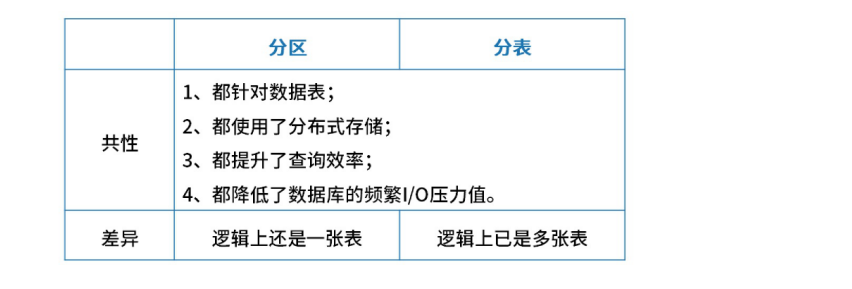 分区 分表
1、都针对数据表；
2、都使用了分布式存储；
共性
3、都提升了查询效率；
4、都降低了数据库的频繁I/O压力值。
差异 逻辑上还是一张表 逻辑上已是多张表